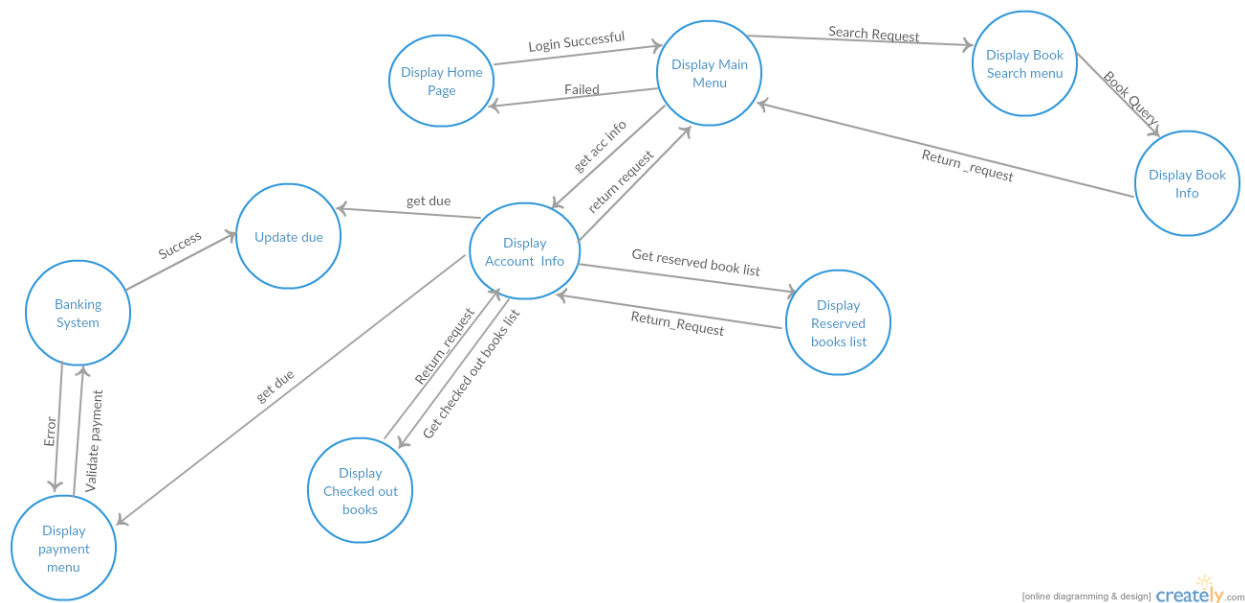 Login Successful
Search Request
Display Home
Page
Failed
Display Main
Menu
Display Book
Search menu
Book Query
get acc info
return request
Return _request
Display Book
Info
get due
Update due
Success
Display
Account  Info
Get reserved book list
Return_Request
Display
Reserved
books list
Banking
System
get due
Return_request
Get checked out books list
Error
Validate payment
Display
Checked out
books
Display
payment
menu
[online diagramming & design] creately.com